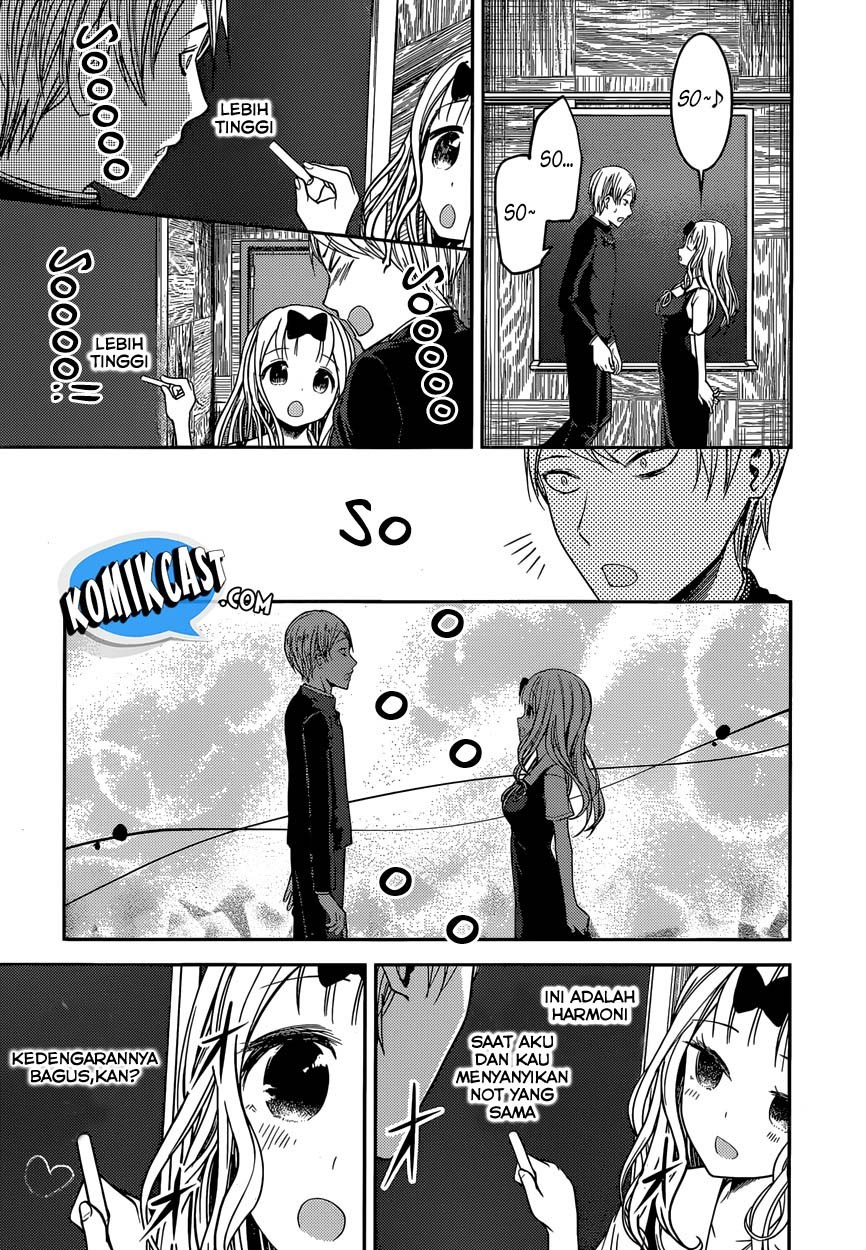 SO~♪
SO...
SO~
LEBIH
TINGGI
Sooooo
Sooooo
LEBIH
TINGGI
Soooo!!
SO
O
O
O
O
O
KOMIKCAST
.COM
INI ADALAH
HARMONI
SAAT AKU
DAN KAU
MENYANYIKAN
NOT YANG
SAMA
KEDENGARANNYA
BAGUS,KAN?